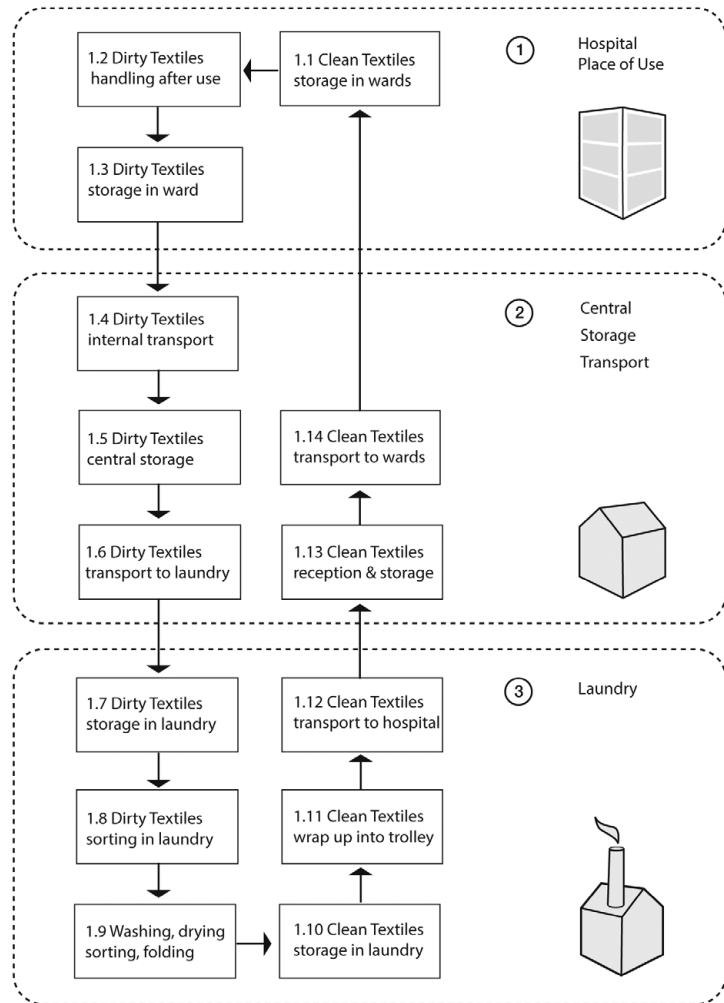 1.2 Dirty Textiles
handling after use
1.1 Clean Textiles
storage in wards
1
Hospital
Place of Use
1.3 Dirty Textiles
storage in ward
1.4 Dirty Textiles
internal transport
2
Central
Storage
Transport
1.5 Dirty Textiles
central storage
1.14 Clean Textiles
transport to wards
1.6 Dirty Textiles
transport to laundry
1.13 Clean Textiles
reception & storage
1.7 Dirty Textiles
storage in laundry
1.12 Clean Textiles
transport to hospital
3
Laundry
1.8 Dirty Textiles
sorting in laundry
1.11 Clean Textiles
wrap up into trolley
1.9 Washing, drying
sorting, folding
1.10 Clean Textiles
storage in laundry